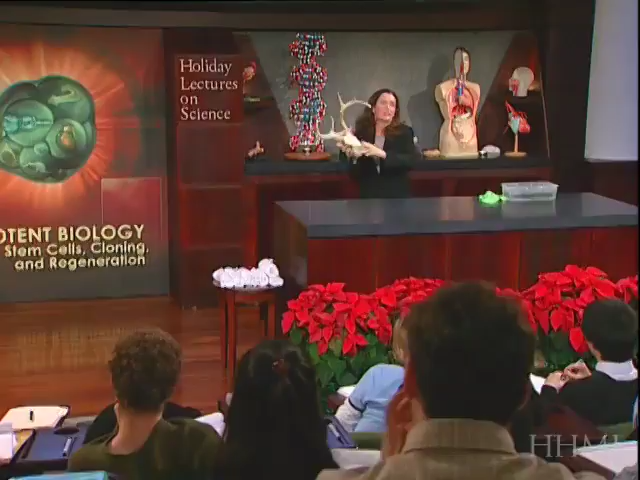 Holiday
Lectures
on
Science
OTENT BIOLOGY
Stem Cells, Cloning,
and Regeneration
HHMI